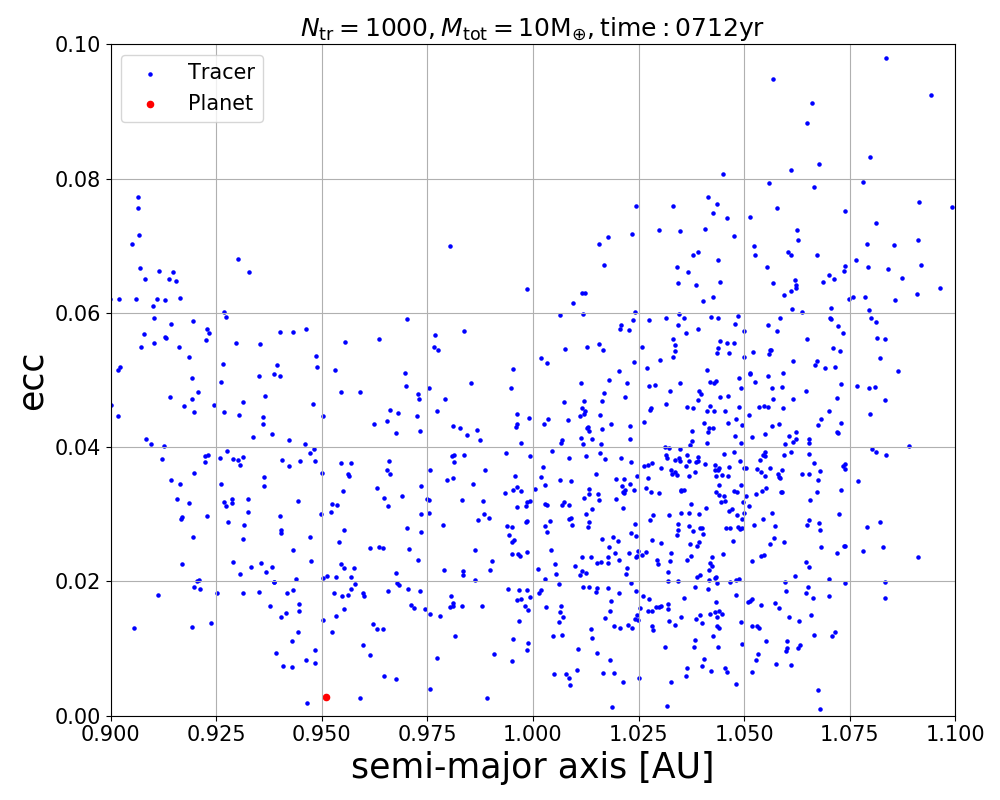 N_tr = 1000, M_tot = 10M_⊕, time : 0712yr
0.10
Tracer
Planet
0.08
0.06
ecc
0.04
0.02
0.00
0.900 0.925 0.950 0.975 1.000 1.025 1.050 1.075 1.100
semi-major axis [AU]